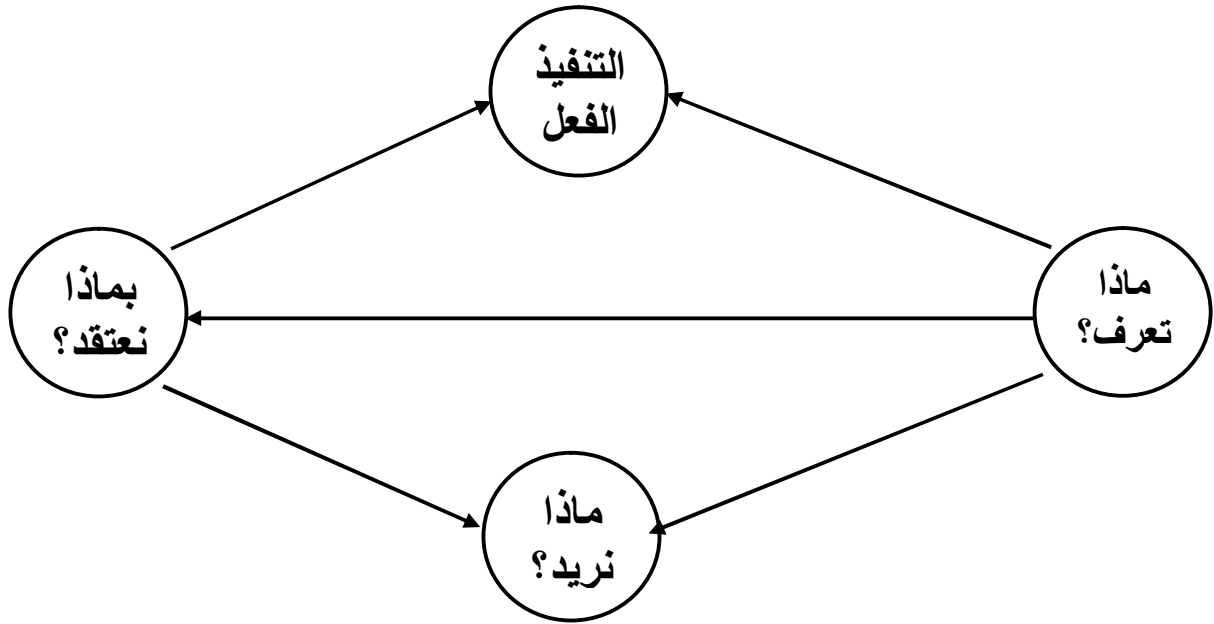 التنفيذ
الفعل
ماذا
تعرف؟
بماذا
نعتقد؟
ماذا
نريد؟